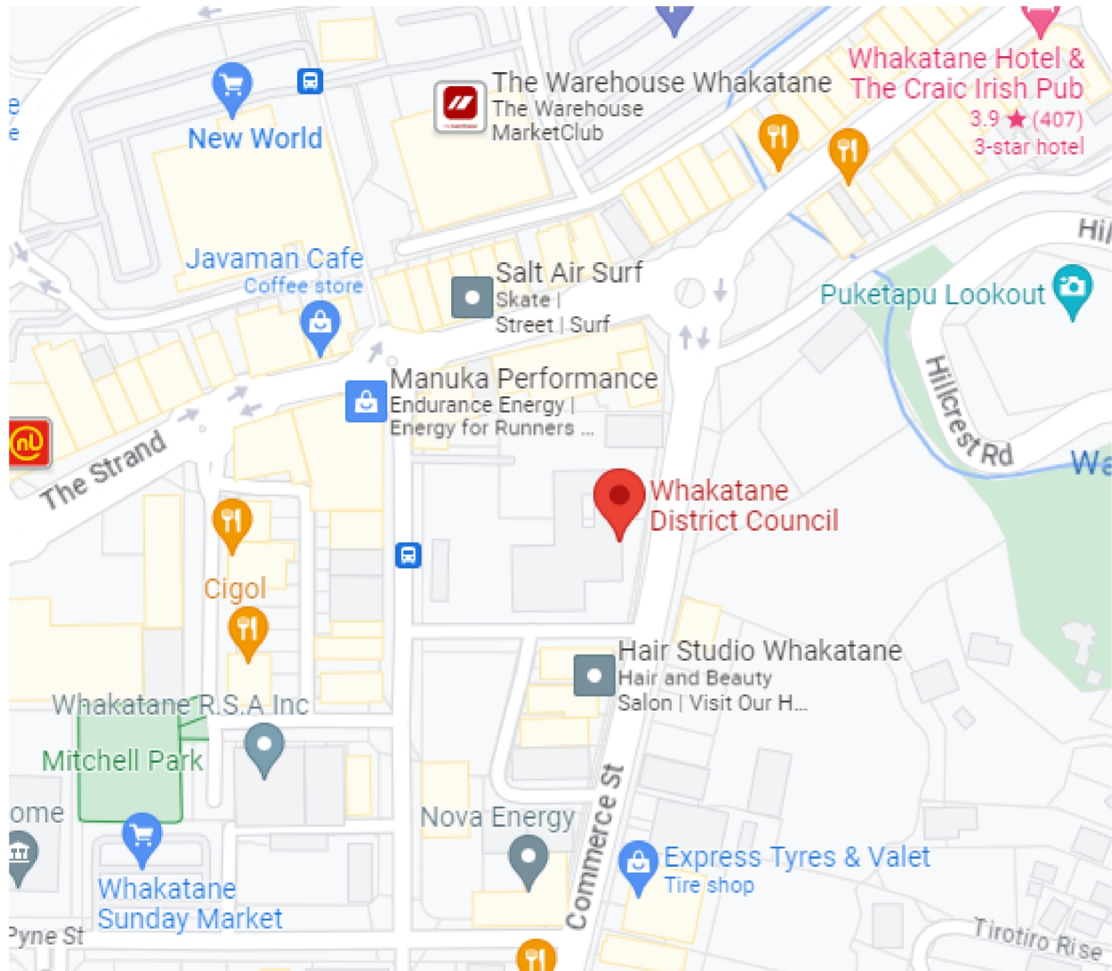 Whakatane Hotel &
The Craic Irish Pub
3.9 ★ (407)
3-star hotel
The Warehouse Whakatane
The Warehouse
MarketClub
e
e
New World
Javaman Cafe
Coffee store
Salt Air Surf
Skate |
Street | Surf
Hil
Puketapu Lookout
Manuka Performance
Endurance Energy |
Energy for Runners ...
Hillcrest Rd
nL
The Strand
Wa
Whakatane
District Council
Cigol
Hair Studio Whakatane
Hair and Beauty
Salon | Visit Our H...
Whakatane R.S.A Inc
Mitchell Park
ome
Nova Energy
Commerce St
Express Tyres & Valet
Tire shop
Whakatane
Sunday Market
Pyne St
Tirotiro Rise